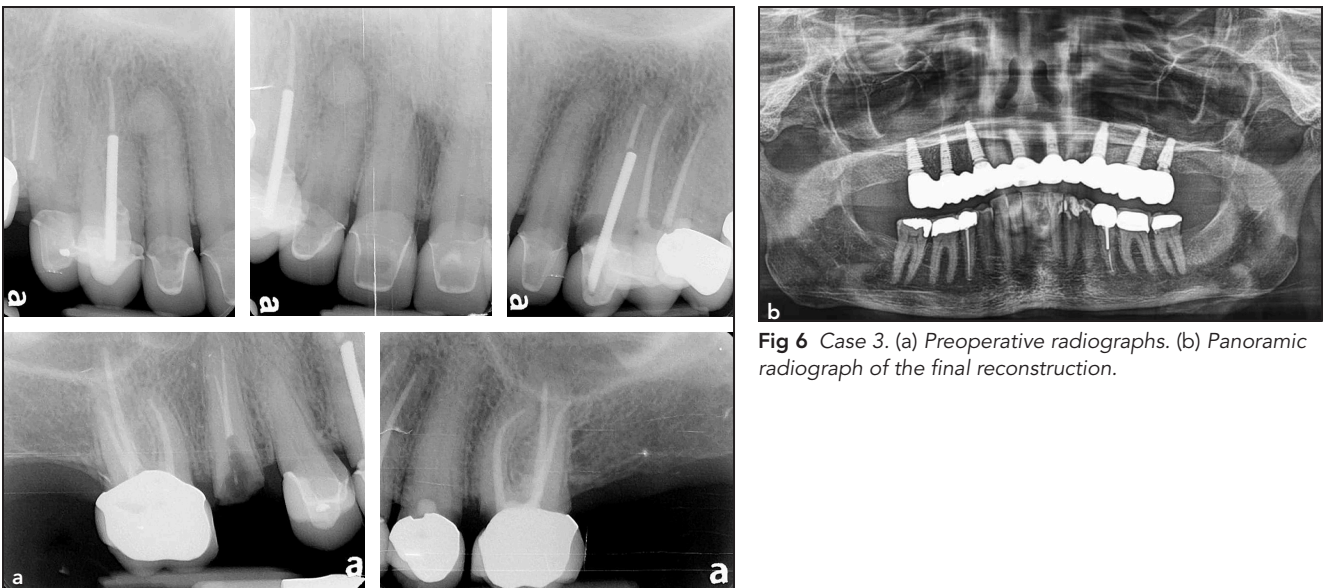 a
a
a
a
a
a
b
Fig 6 Case 3. (a) Preoperative radiographs. (b) Panoramic
radiograph of the final reconstruction.